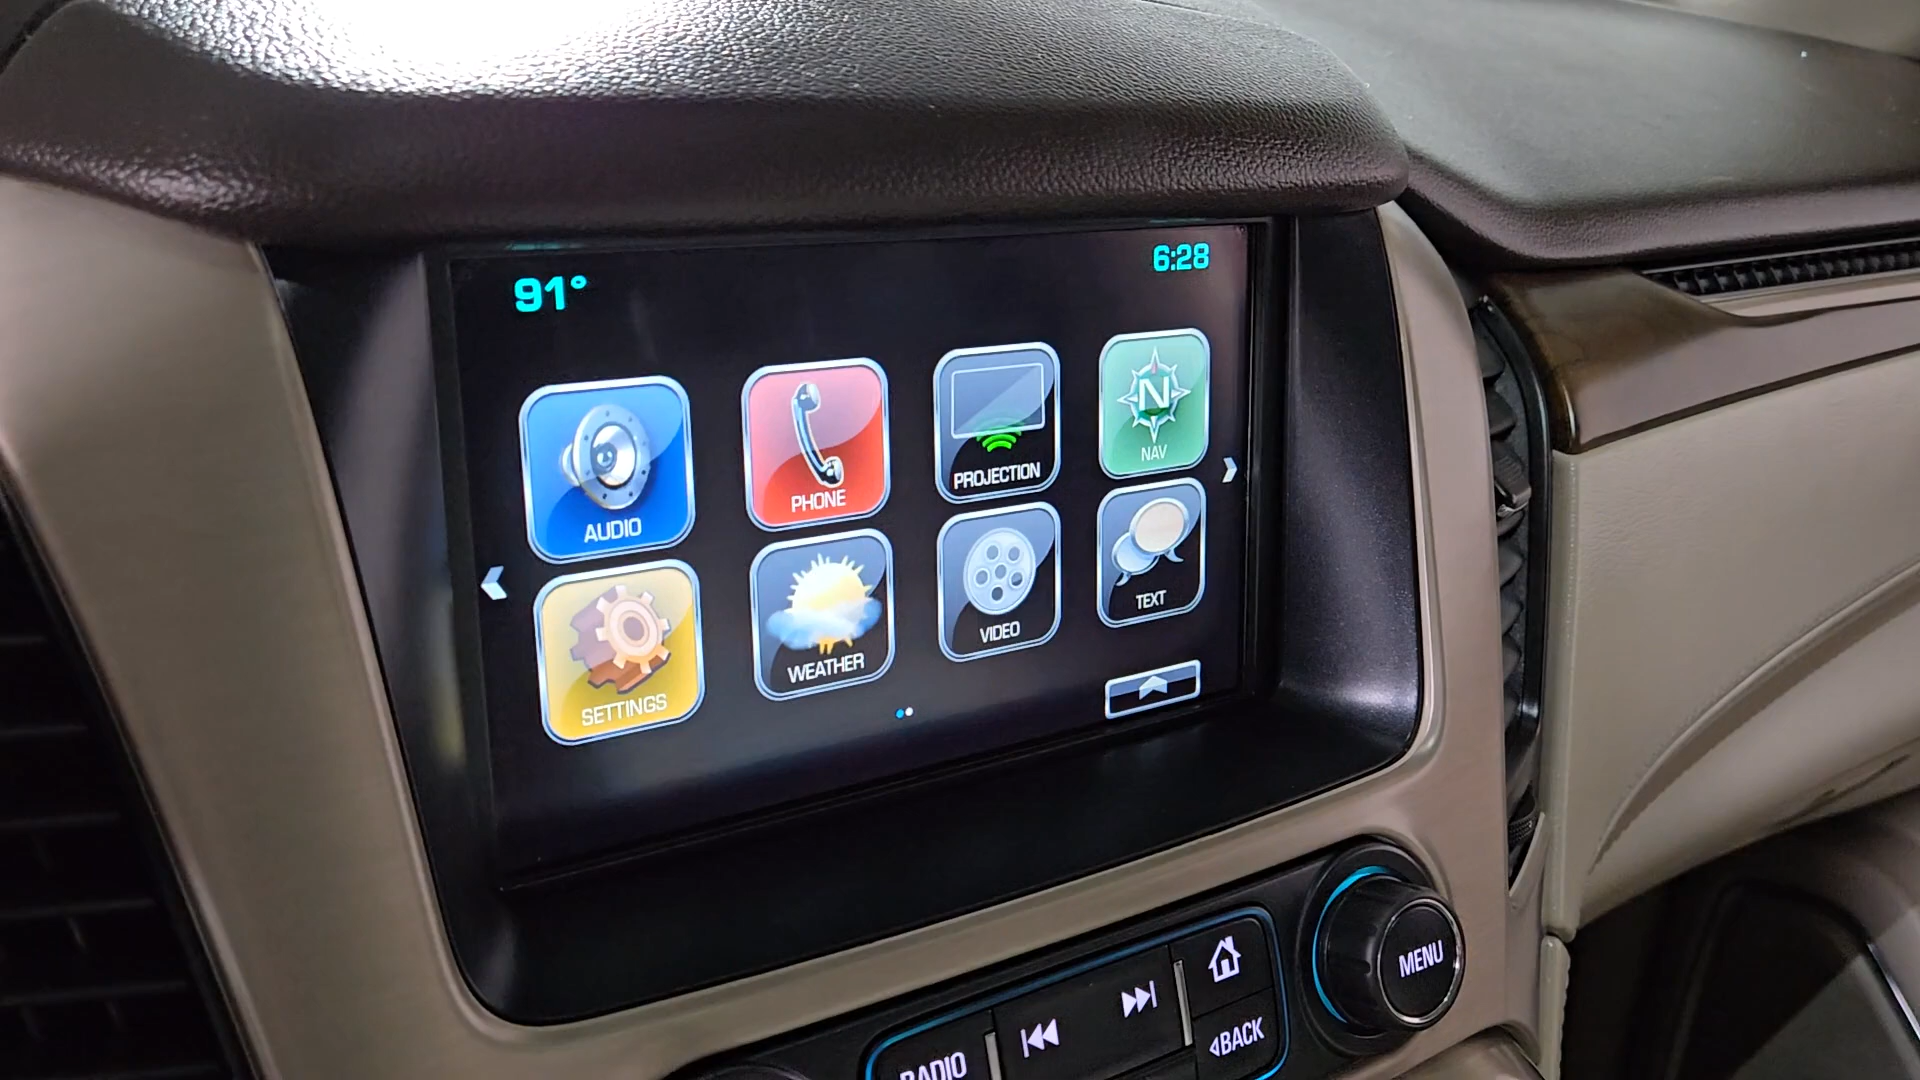 91°
6:28
AUDIO
PHONE
PROJECTION
N
NAV
SETTINGS
WEATHER
VIDEO
TEXT
MENU
RADIO
BACK